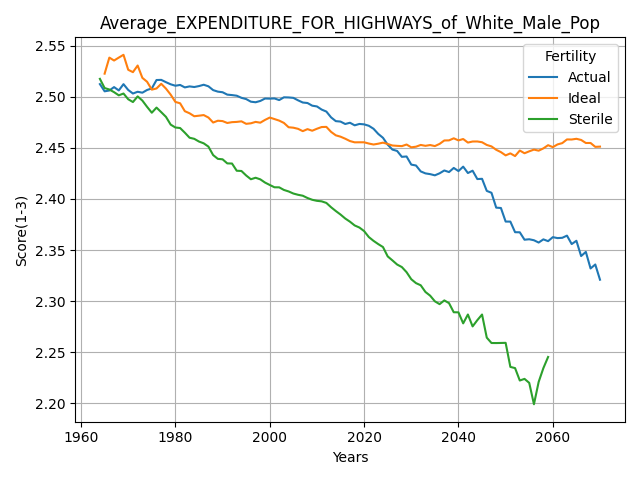 Average_EXPENDITURE_FOR_HIGHWAYS_of_White_Male_Pop
Fertility
Actual
Ideal
Sterile
Score(1-3)
2.55
2.50
2.45
2.40
2.35
2.30
2.25
2.20
1960 1980 2000 2020 2040 2060
Years